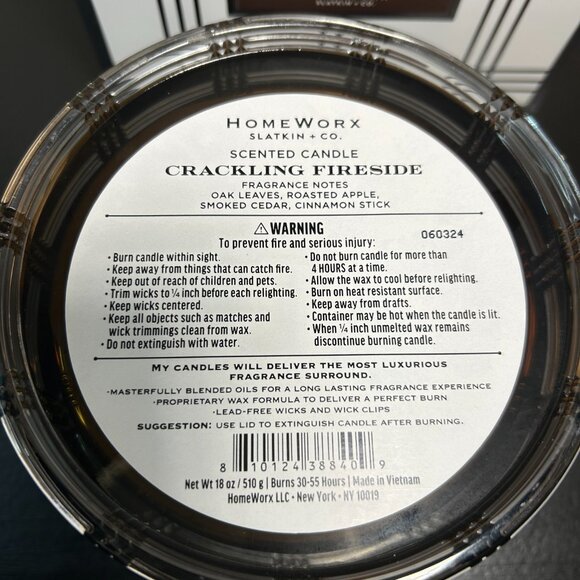 SLATKIN + CO.
HOMEWORX
SLATKIN + CO.
SCENTED CANDLE
CRACKLING FIRESIDE
FRAGRANCE NOTES
OAK LEAVES, ROASTED APPLE,
SMOKED CEDAR, CINNAMON STICK
⚠WARNING
060324
To prevent fire and serious injury:
• Burn candle within sight.
• Keep away from things that can catch fire.
• Keep out of reach of children and pets.
• Trim wicks to ¼ inch before each relighting.
• Keep wicks centered.
• Keep all objects such as matches and
wick trimmings clean from wax.
• Do not extinguish with water.
• Do not burn candle for more than
4 HOURS at a time.
• Allow the wax to cool before relighting.
• Burn on heat resistant surface.
• Keep away from drafts.
• Container may be hot when the candle is lit.
• When ¼ inch unmelted wax remains
discontinue burning candle.
MY CANDLES WILL DELIVER THE MOST LUXURIOUS
FRAGRANCE SURROUND.
•MASTERFULLY BLENDED OILS FOR A LONG LASTING FRAGRANCE EXPERIENCE
•PROPRIETARY WAX FORMULA TO DELIVER A PERFECT BURN
•LEAD-FREE WICKS AND WICK CLIPS
SUGGESTION: USE LID TO EXTINGUISH CANDLE AFTER BURNING.
8 10124 38840 9
Net Wt 18 oz / 510 g | Burns 30-55 Hours | Made in Vietnam
HomeWorx LLC • New York • NY 10019